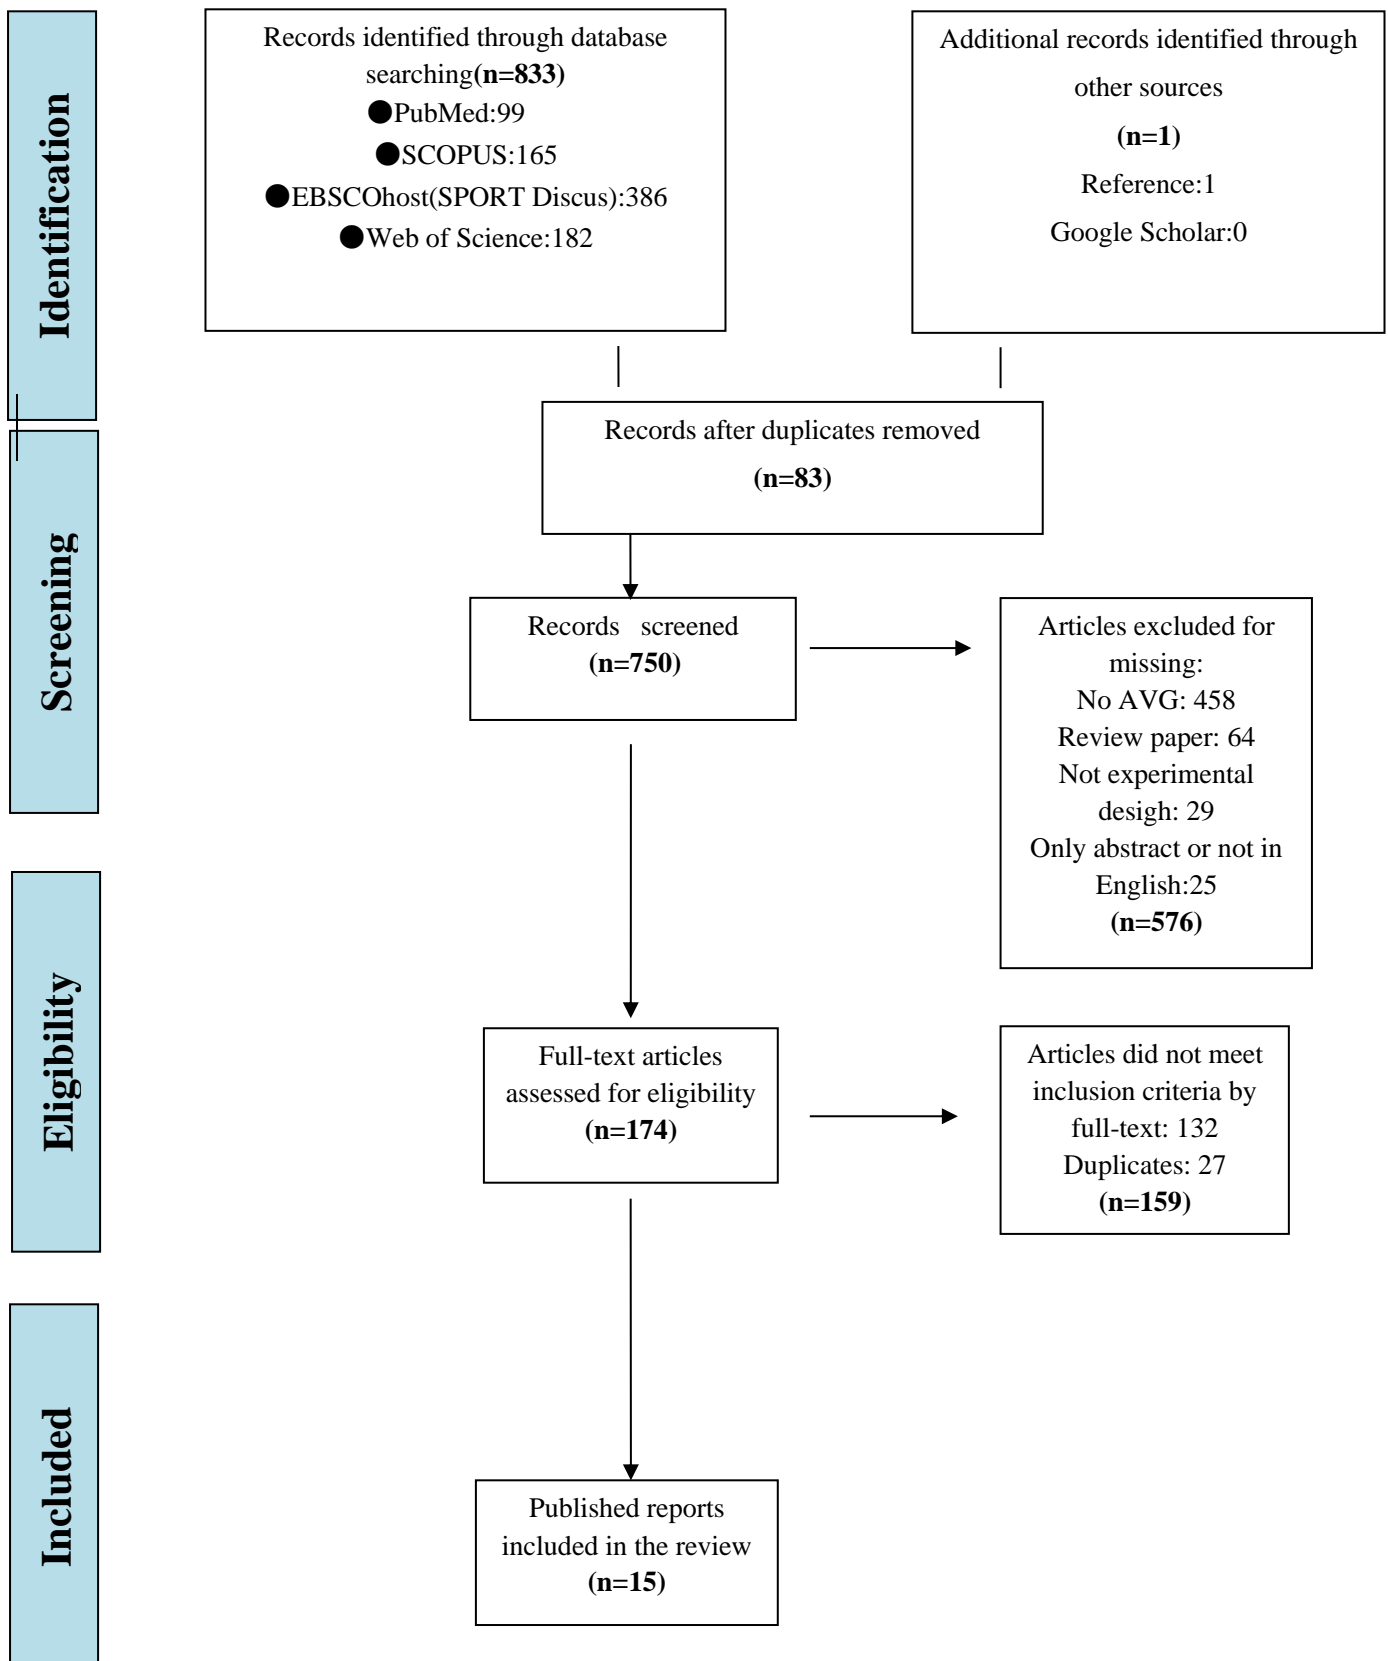 Identification
Records identified through database
searching(n=833)
●PubMed:99
●SCOPUS:165
●EBSCOhost(SPORT Discus):386
●Web of Science:182
Additional records identified through
other sources
(n=1)
Reference:1
Google Scholar:0
Records after duplicates removed
(n=83)
Screening
Records screened
(n=750)
Articles excluded for
missing:
No AVG: 458
Review paper: 64
Not experimental
desigh: 29
Only abstract or not in
English:25
(n=576)
Eligibility
Full-text articles
assessed for eligibility
(n=174)
Articles did not meet
inclusion criteria by
full-text: 132
Duplicates: 27
(n=159)
Included
Published reports
included in the review
(n=15)